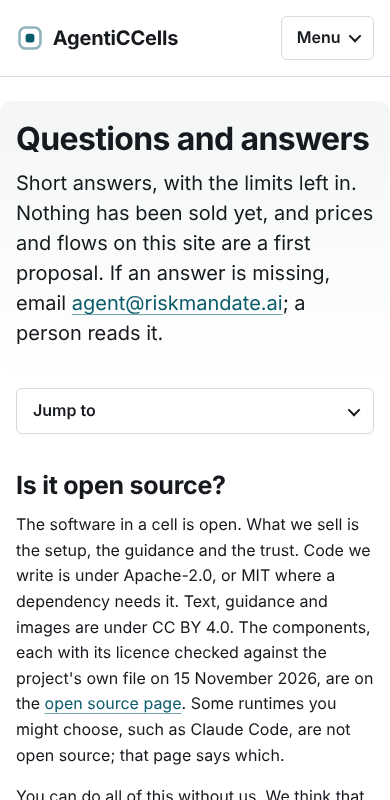 AgentiCCells
Menu
Questions and answers
Short answers, with the limits left in.
Nothing has been sold yet, and prices
and flows on this site are a first
proposal. If an answer is missing,
email agent@riskmandate.ai; a
person reads it.
Jump to
Is it open source?
The software in a cell is open. What we sell is
the setup, the guidance and the trust. Code we
write is under Apache-2.0, or MIT where a
dependency needs it. Text, guidance and
images are under CC BY 4.0. The components,
each with its licence checked against the
project's own file on 15 November 2026, are on
the open source page. Some runtimes you
might choose, such as Claude Code, are not
open source; that page says which.
You can do all of this without us. We think that